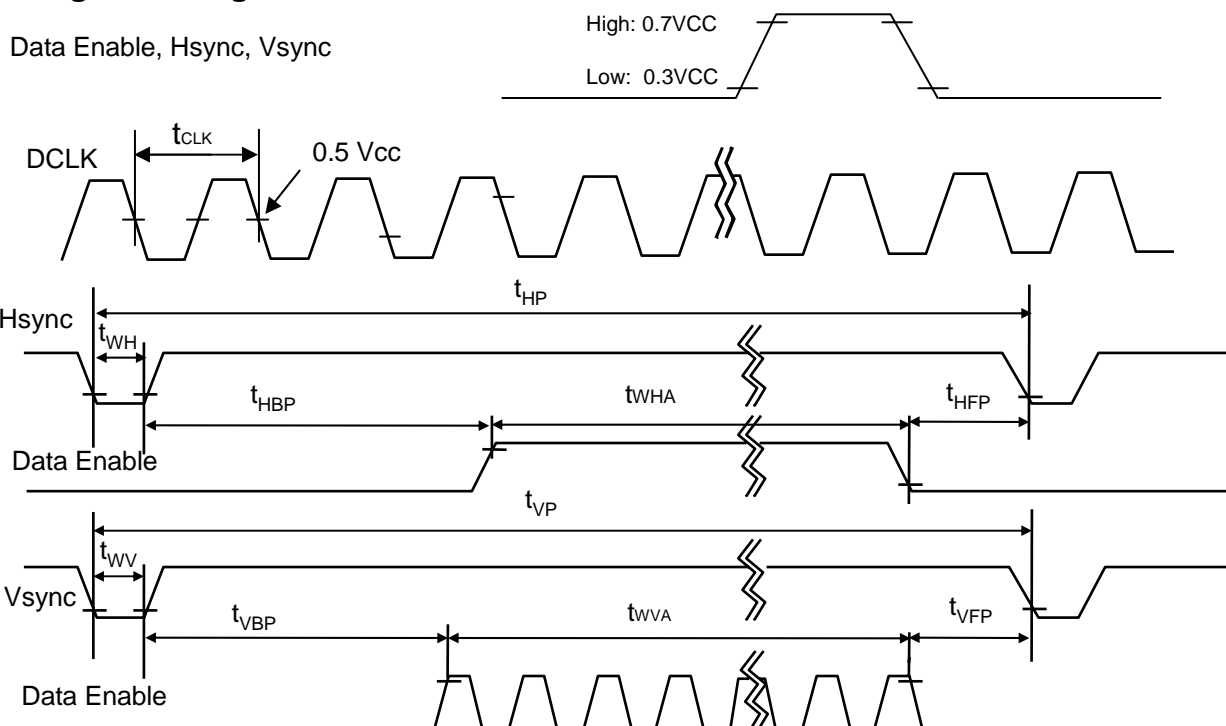 High: 0.7VCC
Data Enable, Hsync, Vsync
Low: 0.3VCC
tCLK
DCLK
0.5 Vcc
tHP
Hsync
tWH
tHBP
tWHA
tHFP
Data Enable
tVP
tWV
Vsync
tVBP
tWVA
tVFP
Data Enable